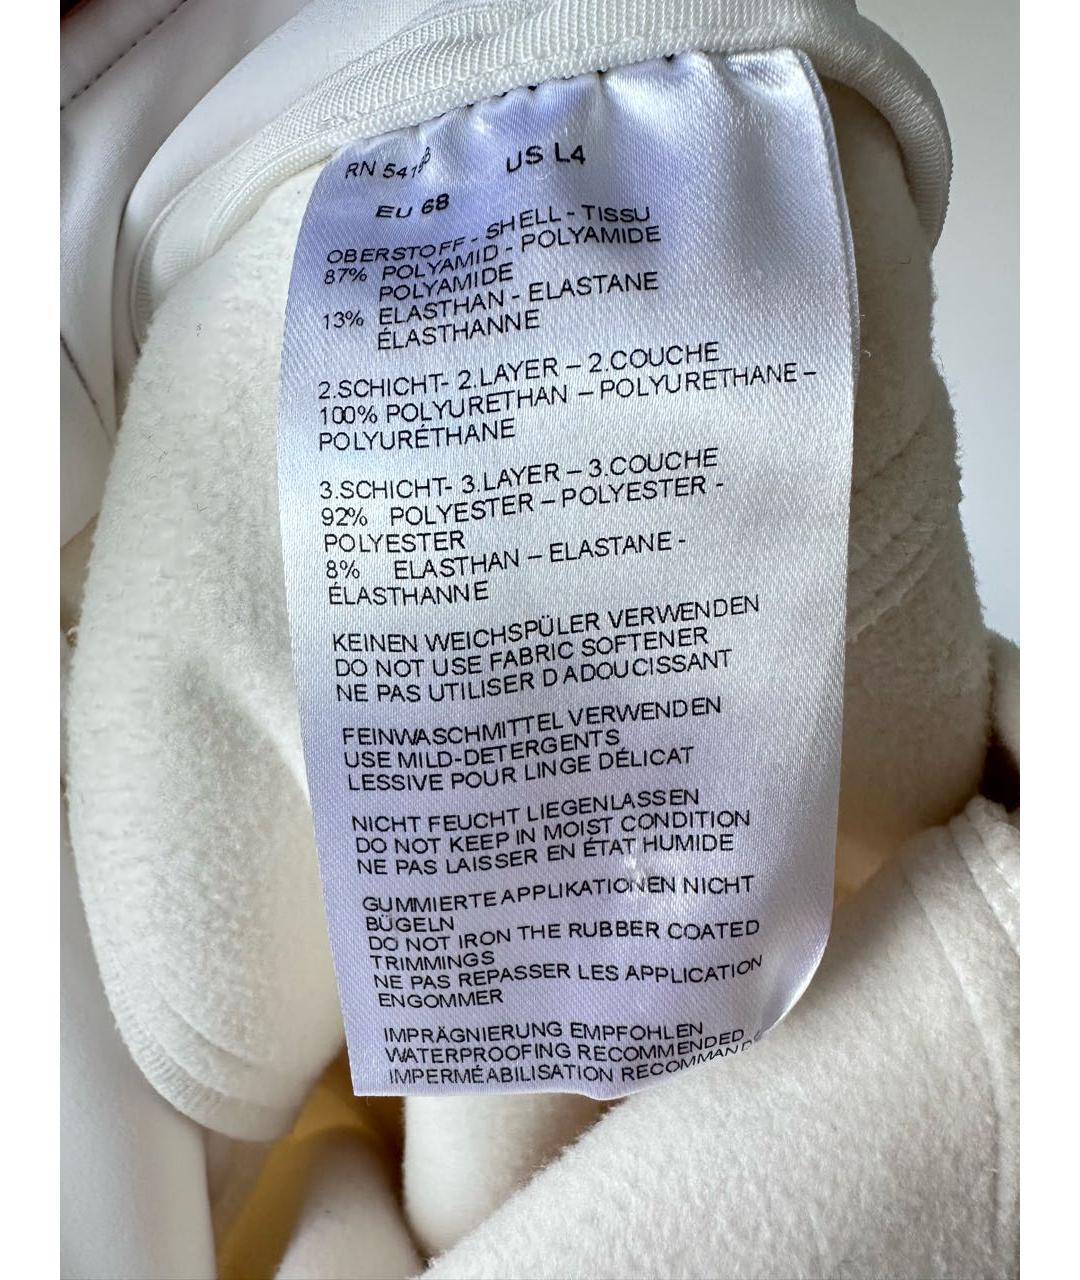 RN US L4
EU 68
OBERSTOFF - SHELL - TISSU
87% POLYAMID - POLYAMIDE
POLYAMIDE
13% ELASTHAN - ELASTANE
ÉLASTHANNE
2.SCHICHT- 2.LAYER – 2.COUCHE
100% POLYURETHAN – POLYURETHANE –
POLYURÉTHANE
3.SCHICHT- 3.LAYER – 3.COUCHE
92% POLYESTER – POLYESTER -
POLYESTER
8% ELASTHAN – ELASTANE -
ÉLASTHANNE
KEINEN WEICHSPÜLER VERWENDEN
DO NOT USE FABRIC SOFTENER
NE PAS UTILISER D ADOUCISSANT
FEINWASCHMITTEL VERWENDEN
USE MILD-DETERGENTS
LESSIVE POUR LINGE DÉLICAT
NICHT FEUCHT LIEGENLASSEN
DO NOT KEEP IN MOIST CONDITION
NE PAS LAISSER EN ÉTAT HUMIDE
GUMMIERTE APPLIKATIONEN NICHT
BÜGELN
DO NOT IRON THE RUBBER COATED
TRIMMINGS
NE PAS REPASSER LES APPLICATION
ENGOMMER
IMPRÄGNIERUNG EMPFOHLEN
WATERPROOFING RECOMMENDED
IMPERMÉABILISATION